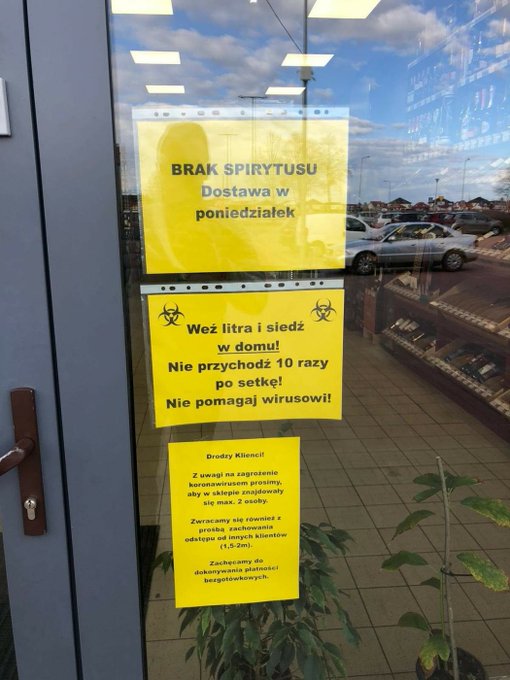 BRAK SPIRYTUSU
Dostawa w
poniedziałek
Weź litra i siedź
w domu!
Nie przychodź 10 razy
po setkę!
Nie pomagaj wirusowi!
Drodzy Klienci!
Z uwagi na zagrożenie
koronawirusem prosimy,
aby w sklepie znajdowały
się max. 2 osoby.
Zwracamy się również z
prośbą zachowania
odstępu od innych klientów
(1,5-2m).
Zachęcamy do
dokonywania płatności
bezgotówkowych.